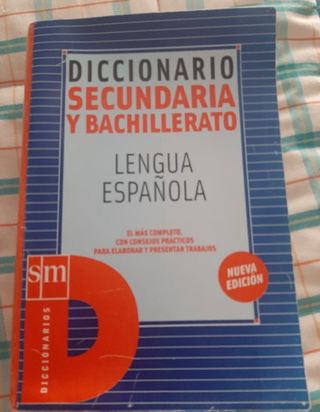 DICCIONARIO
SECUNDARIA
Y BACHILLERATO
LENGUA
ESPAÑOLA
EL MÁS COMPLETO,
CON CONSEJOS PRÁCTICOS
PARA ELABORAR Y PRESENTAR TRABAJOS
NUEVA
EDICIÓN
sm
D
DICCIONARIOS